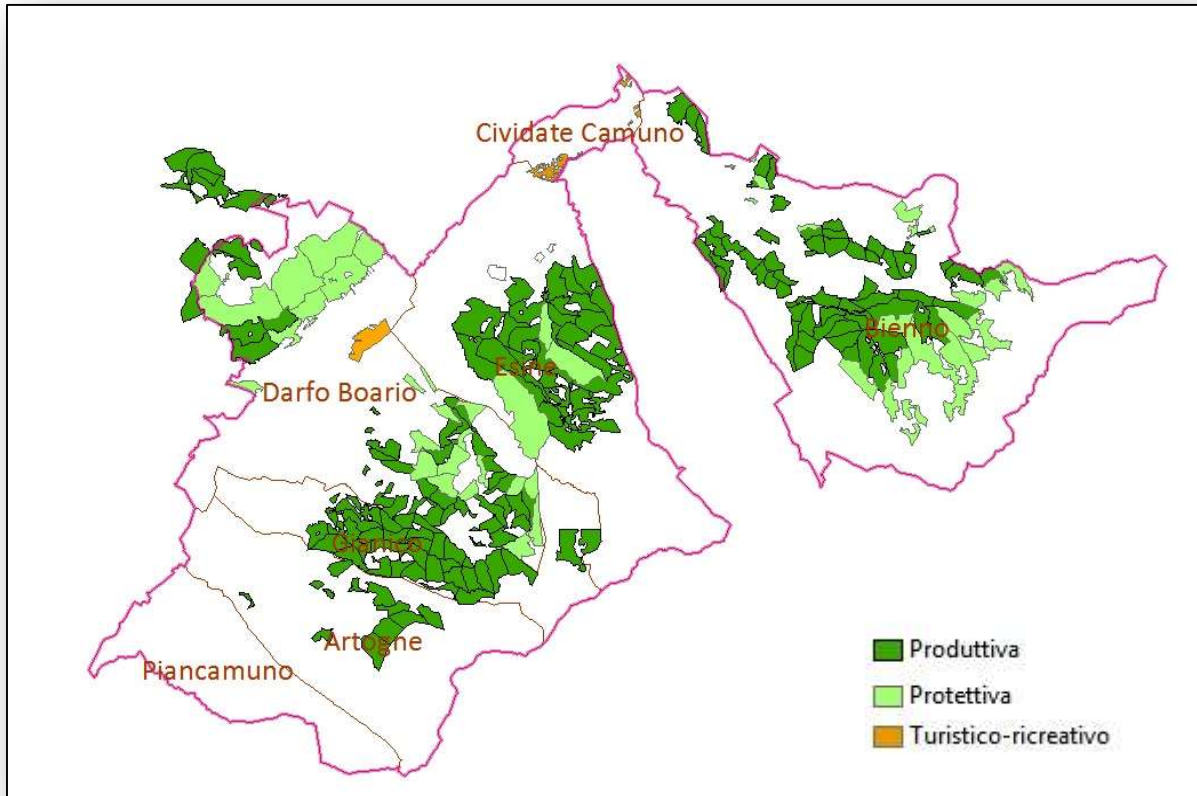 Cividate Camuno
Bienno
Esine
Darfo Boario
Gianico
Artogne
Piancamuno
Produttiva
Protettiva
Turistico-ricreativo